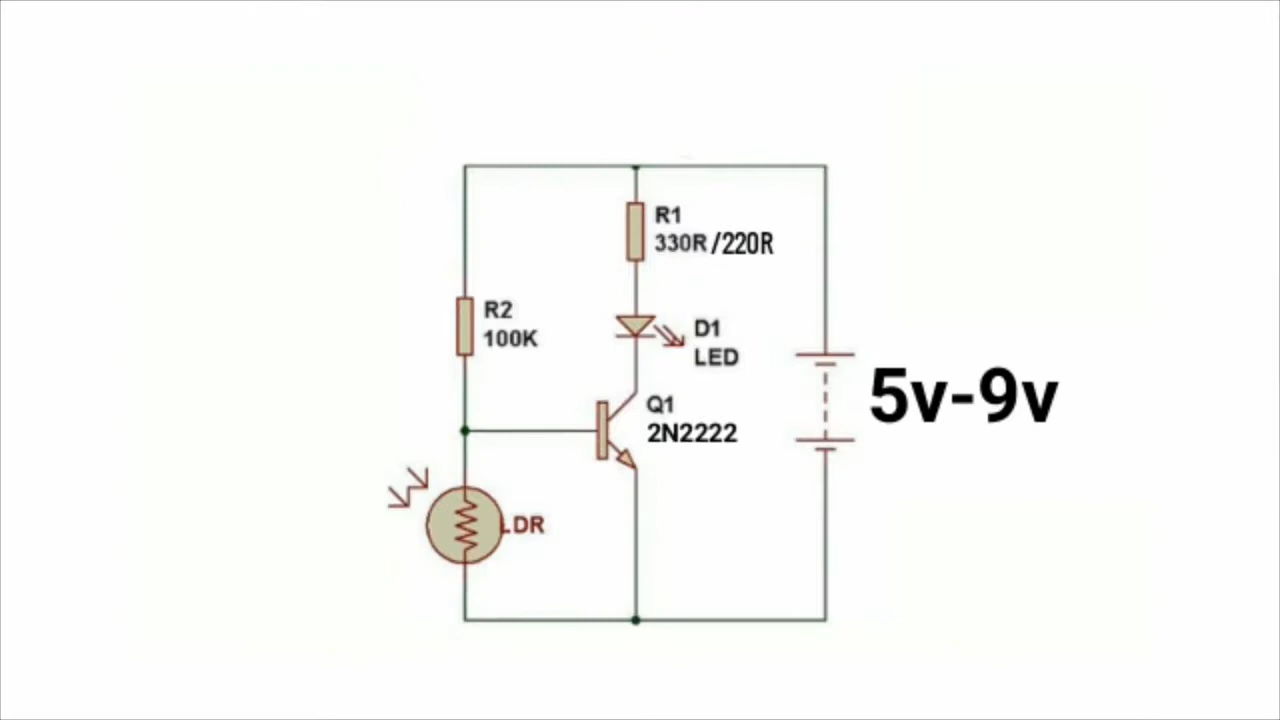 R1
330R /220R
R2
100K
D1
LED
5v-9v
Q1
2N2222
LDR